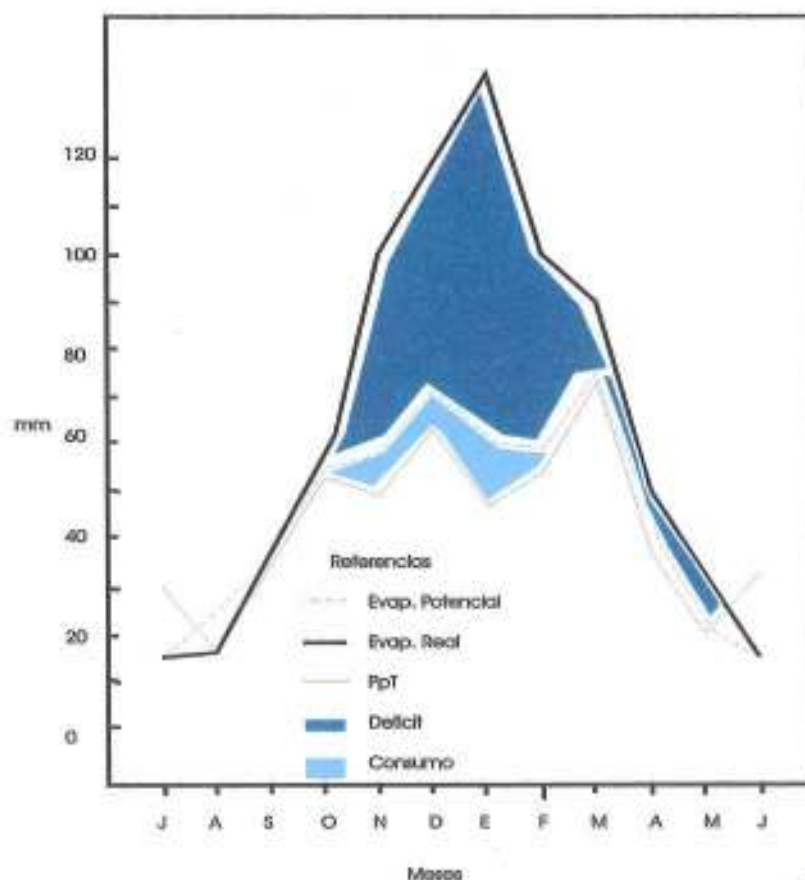 120
100
80
mm
60
40
20
0
Referencias
Evap. Potencial
Evap. Real
PpT
Deficit
Consumo
J A S O N D E F M A M J
Meses